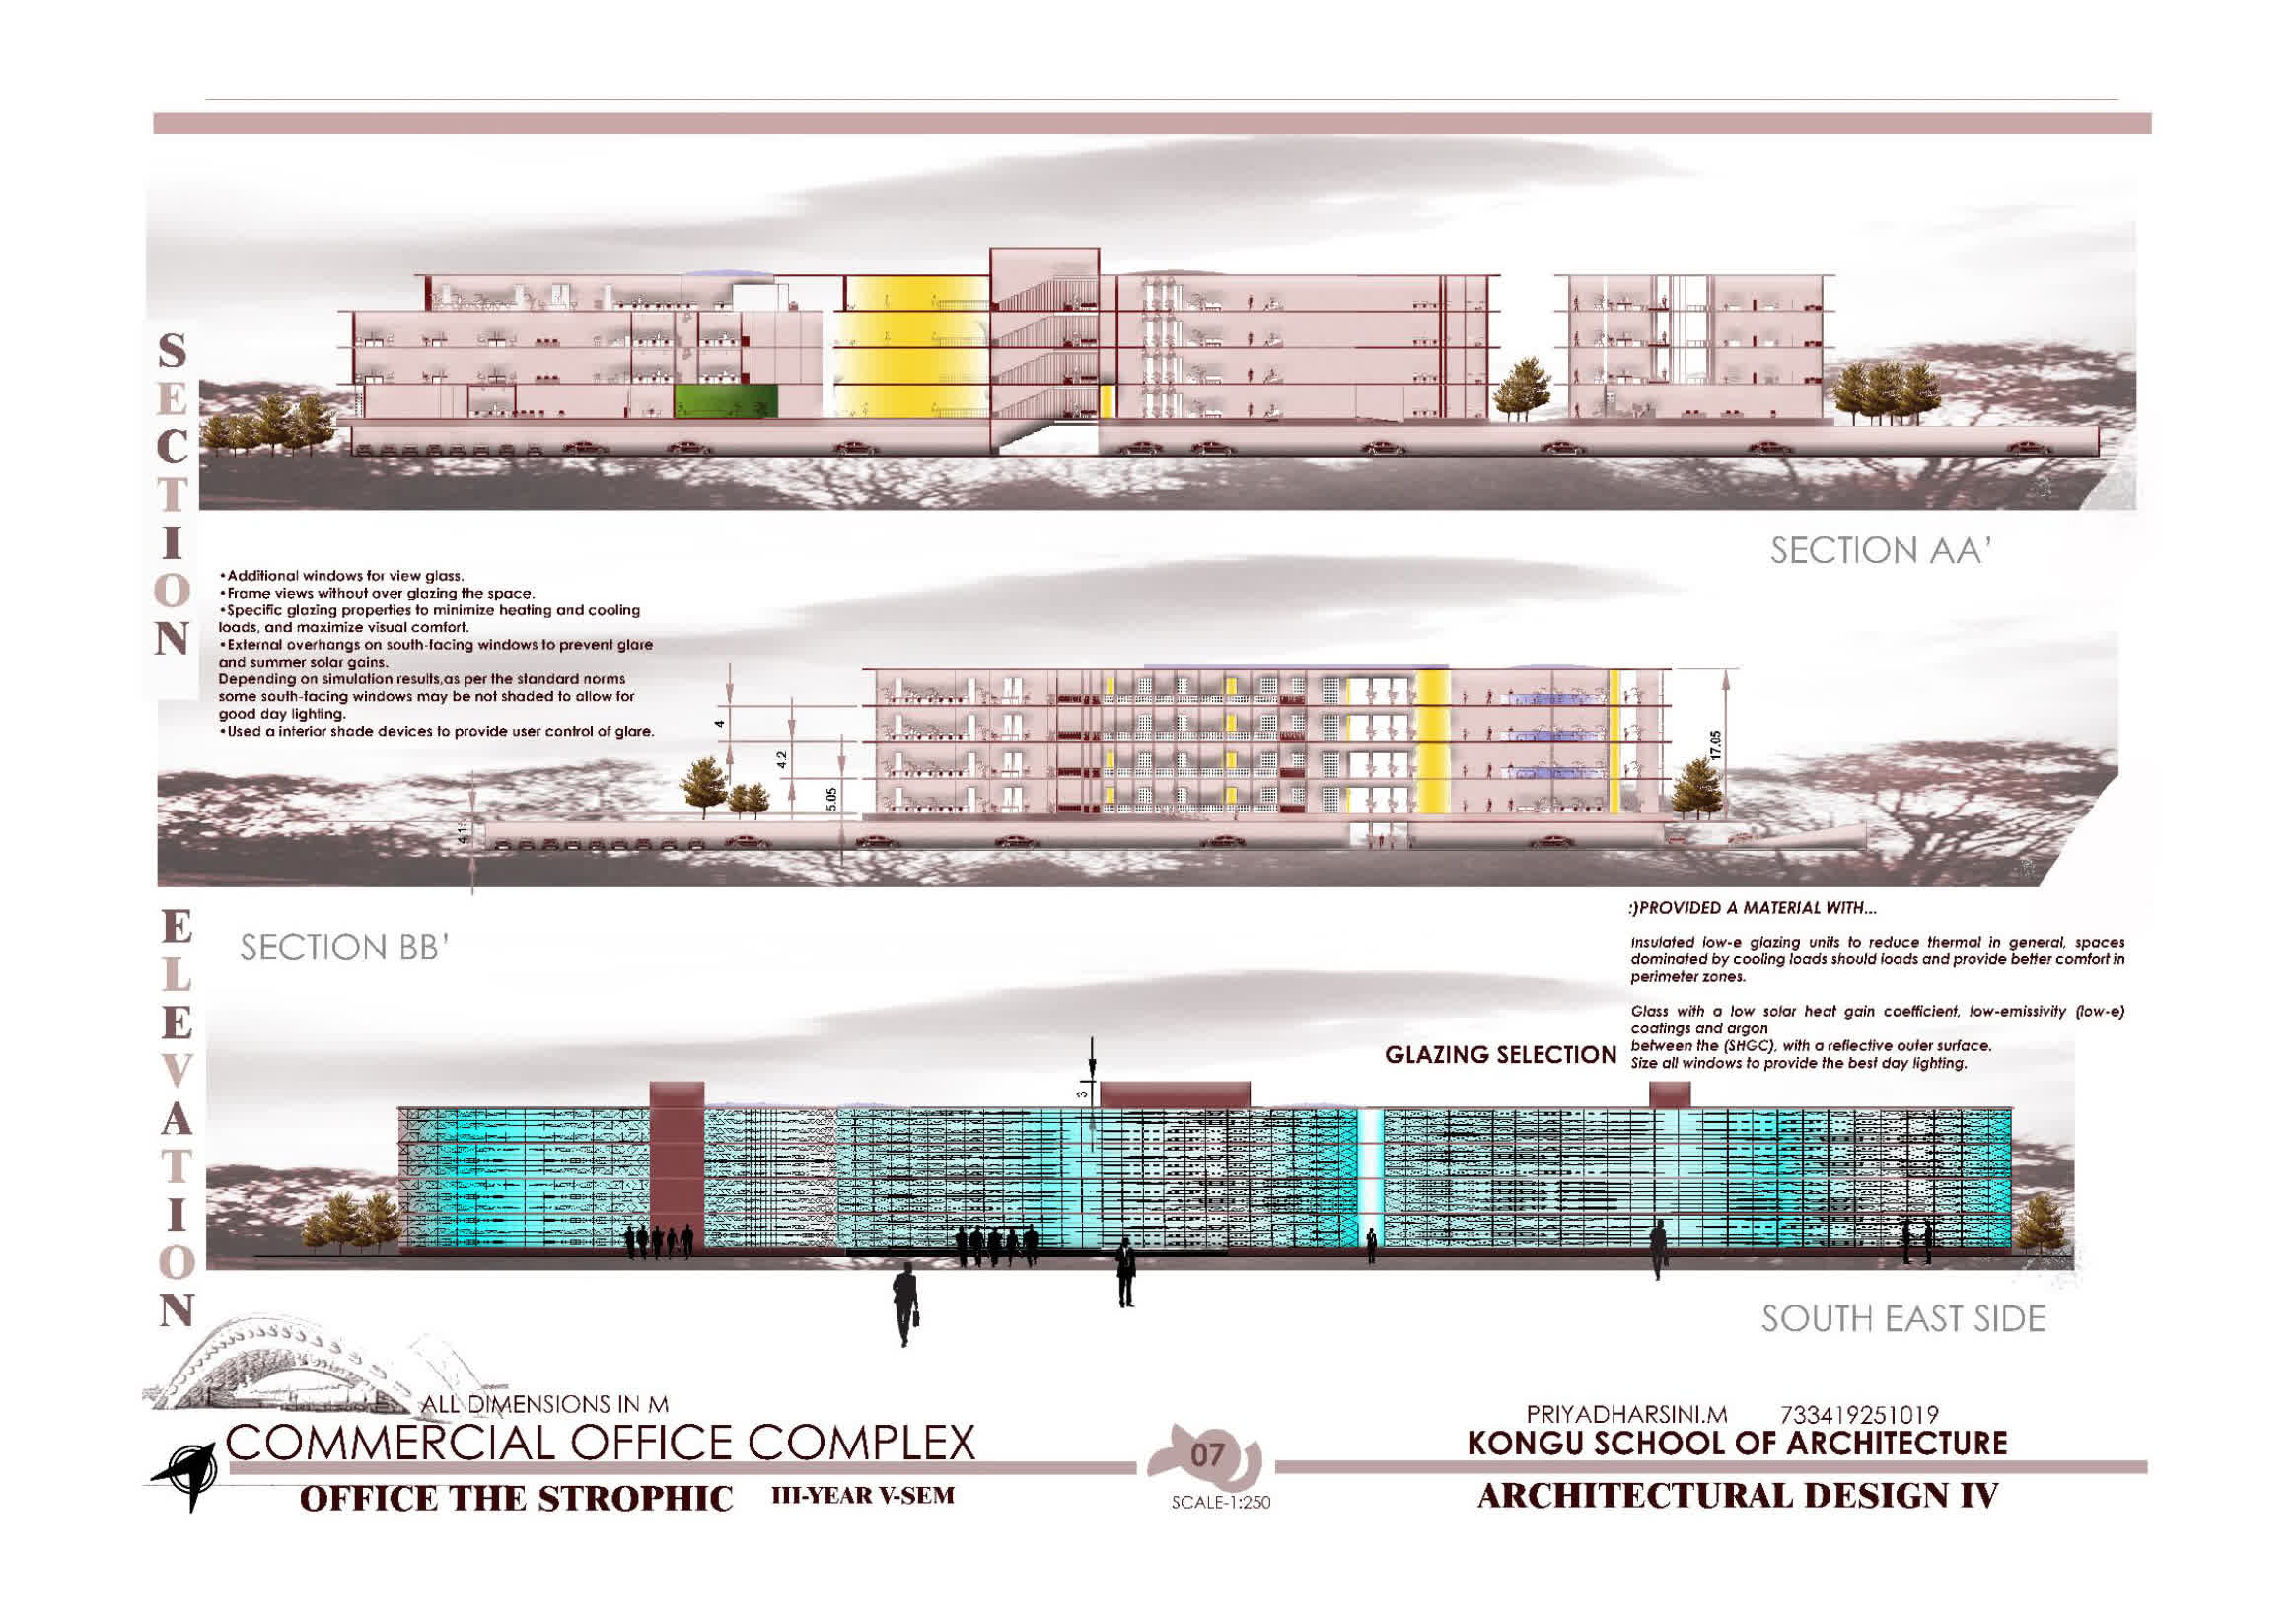 SECTION
SECTION AA'
•Additional windows for view glass.
•Frame views without over glazing the space.
•Specific glazing properties to minimize heating and cooling
loads, and maximize visual comfort.
•External overhangs on south-facing windows to prevent glare
and summer solar gains.
Depending on simulation results,as per the standard norms
some south-facing windows may be not shaded to allow for
good day lighting.
•Used a interior shade devices to provide user control of glare.
4
4.2
5.05
17.05
ELEVATION
SECTION BB'
:)PROVIDED A MATERIAL WITH...
Insulated low-e glazing units to reduce thermal in general, spaces
dominated by cooling loads should loads and provide better comfort in
perimeter zones.
Glass with a low solar heat gain coefficient, low-emissivity (low-e)
coatings and argon
between the (SHGC), with a reflective outer surface.
Size all windows to provide the best day lighting.
GLAZING SELECTION
3
SOUTH EAST SIDE
ALL DIMENSIONS IN M
COMMERCIAL OFFICE COMPLEX
OFFICE THE STROPHIC III-YEAR V-SEM
07
SCALE-1:250
PRIYADHARSINI.M 733419251019
KONGU SCHOOL OF ARCHITECTURE
ARCHITECTURAL DESIGN IV